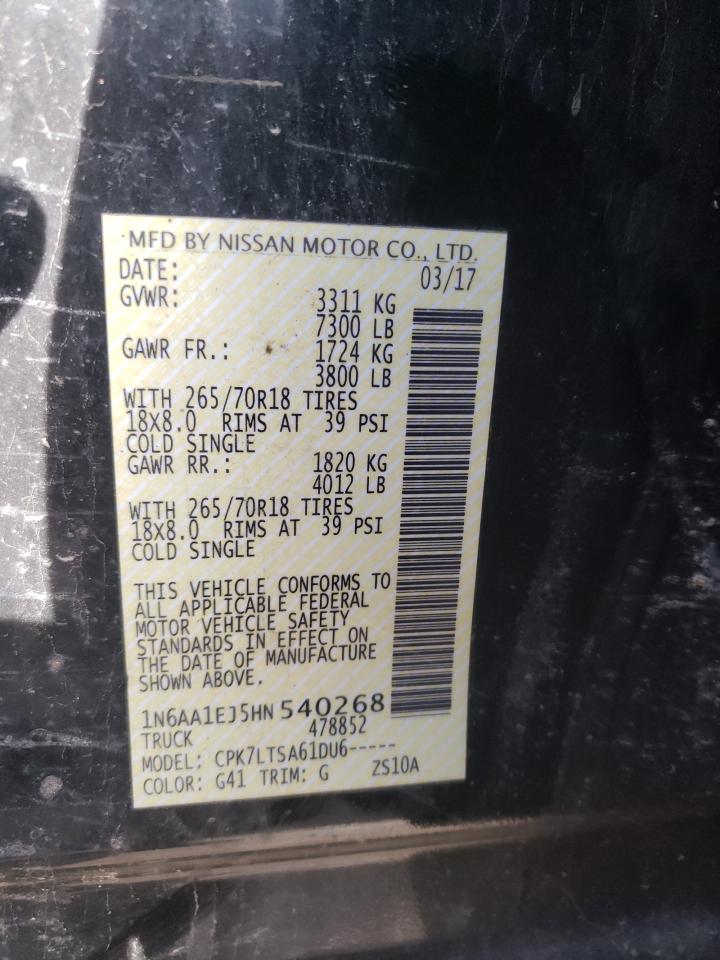 MFD BY NISSAN MOTOR CO., LTD.
DATE: 03/17
GVWR: 3311 KG
7300 LB
GAWR FR.: 1724 KG
3800 LB
WITH 265/70R18 TIRES
18X8.0 RIMS AT 39 PSI
COLD SINGLE
GAWR RR.: 1820 KG
4012 LB
WITH 265/70R18 TIRES
18X8.0 RIMS AT 39 PSI
COLD SINGLE
THIS VEHICLE CONFORMS TO
ALL APPLICABLE FEDERAL
MOTOR VEHICLE SAFETY
STANDARDS IN EFFECT ON
THE DATE OF MANUFACTURE
SHOWN ABOVE.
1N6AA1EJ5HN540268
TRUCK 478852
MODEL: CPK7LTSA61DU6-----
COLOR: G41 TRIM: G ZS10A